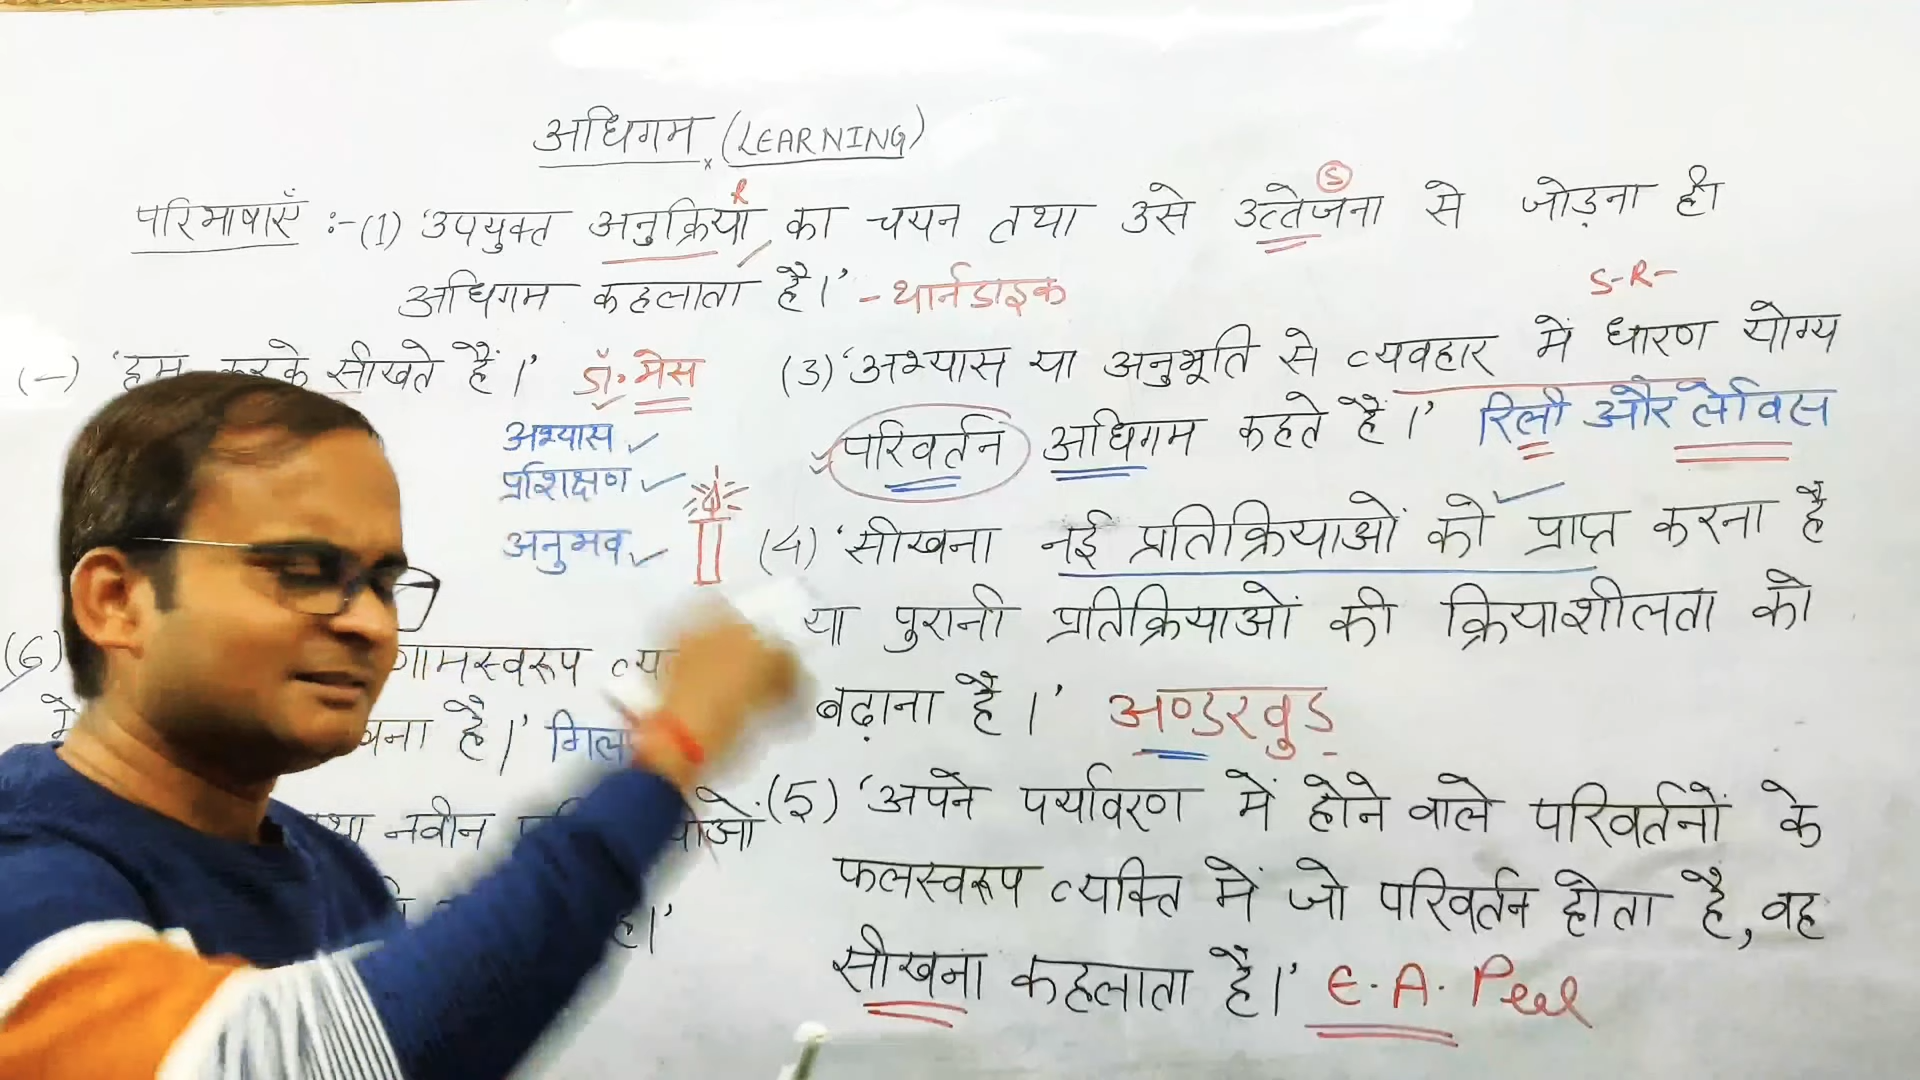 अधिगम (LEARNING)
R
S
परिभाषाएँ :-(1) 'उपयुक्त अनुक्रिया का चयन तथा उसे उत्तेजना से जोड़ना ही
अधिगम कहलाता है।' - थार्नडाइक
S-R-
(-) 'हम करके सीखते हैं।' डॉ॰ मेस
अभ्यास
प्रशिक्षण
अनुभव
(3) 'अभ्यास या अनुभूति से व्यवहार में धारण योग्य
परिवर्तन अधिगम कहते हैं।' रिली और लेविस
(4) 'सीखना नई प्रतिक्रियाओं को प्राप्त करना है
या पुरानी प्रतिक्रियाओं की क्रियाशीलता को
बढ़ाना है।' अण्डरवुड
(5) 'अपने पर्यावरण में होने वाले परिवर्तनों के
फलस्वरूप व्यक्ति में जो परिवर्तन होता है, वह
सीखना कहलाता है।' E.A. Peel
(6)
में है।'
नवीन